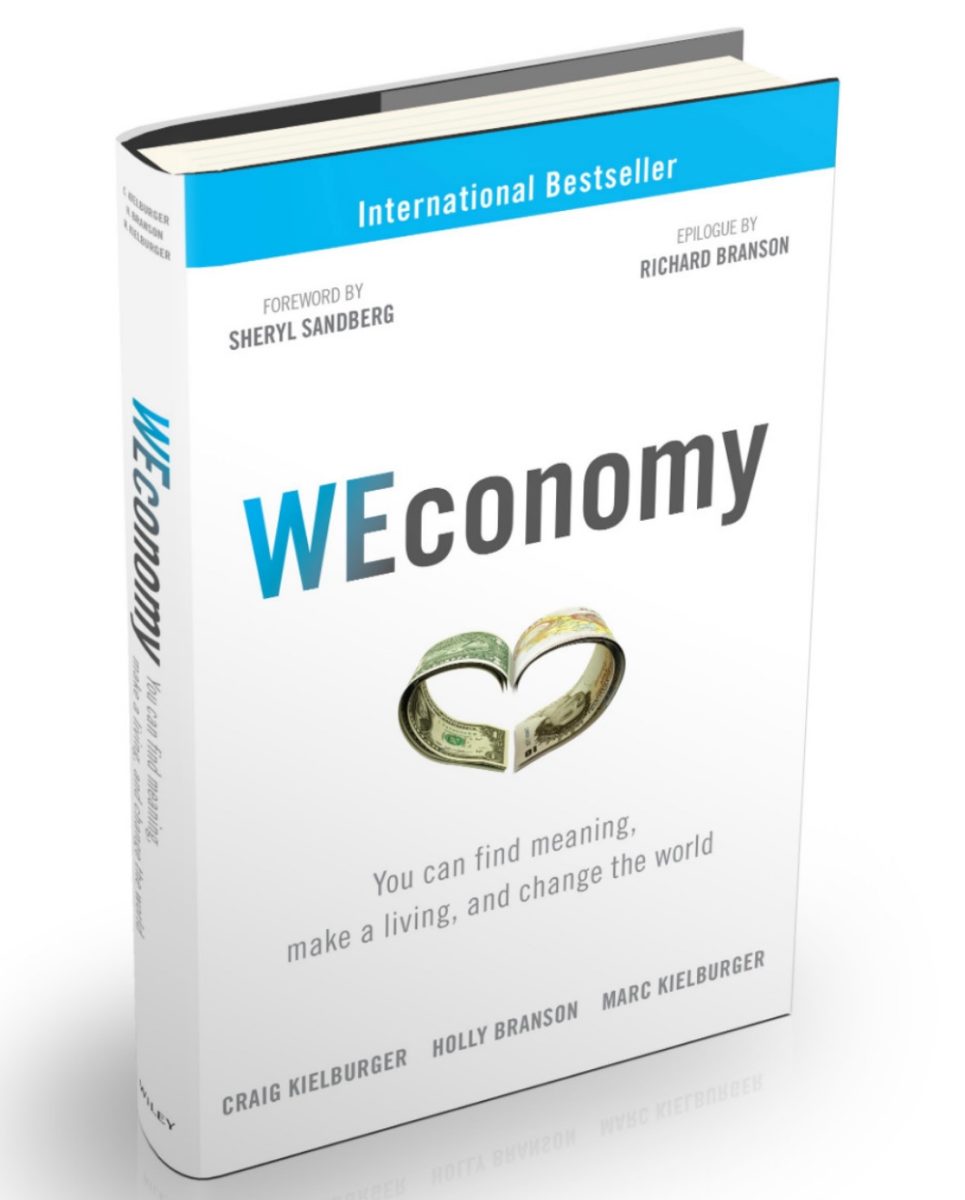 International Bestseller
FOREWORD BY
SHERYL SANDBERG
EPILOGUE BY
RICHARD BRANSON
WEconomy
You can find meaning,
make a living, and change the world
CRAIG KIELBURGER HOLLY BRANSON MARC KIELBURGER
C. KIELBURGER
H. BRANSON
M. KIELBURGER
WEconomy
You can find meaning,
make a living, and change the world
WILEY